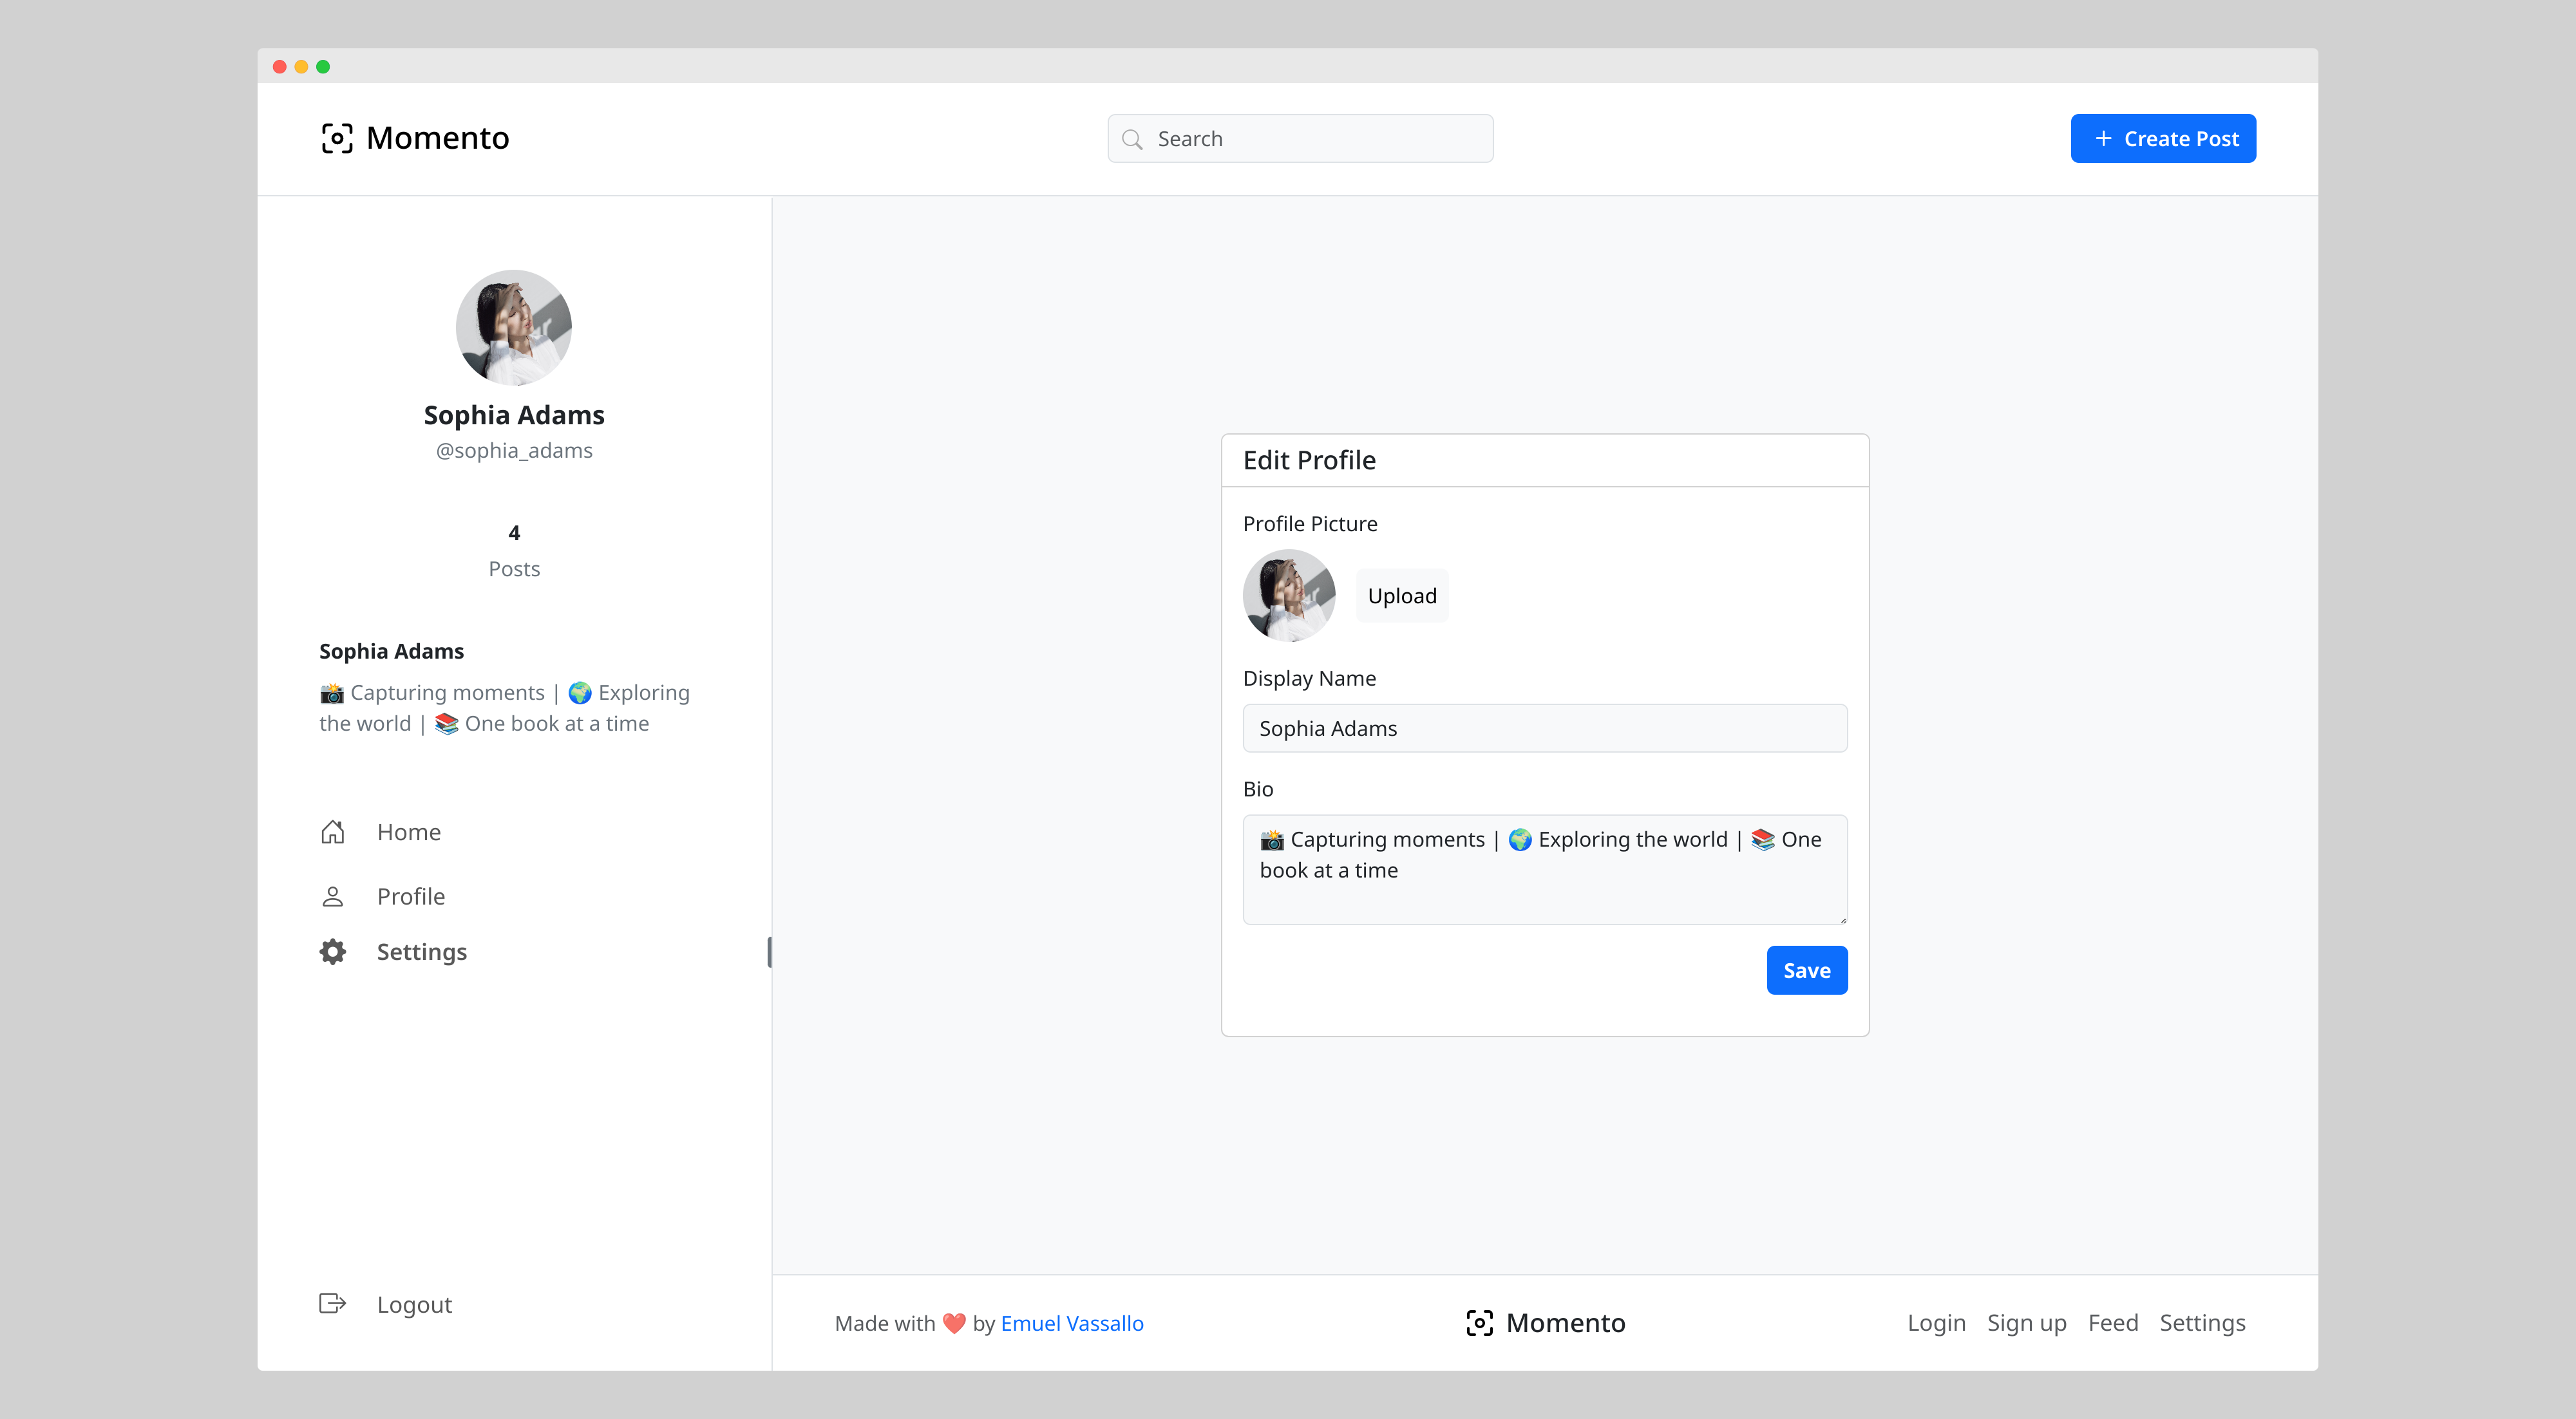 Momento
Search
Create Post
Sophia Adams
@sophia_adams
4
Posts
Sophia Adams
📸 Capturing moments | 🌍 Exploring
the world | 📚 One book at a time
Home
Profile
Settings
Logout
Edit Profile
Profile Picture
Upload
Display Name
Sophia Adams
Bio
📸 Capturing moments | 🌍 Exploring the world | 📚 One
book at a time
Save
Made with ❤️ by Emuel Vassallo
Momento
Login Sign up Feed Settings